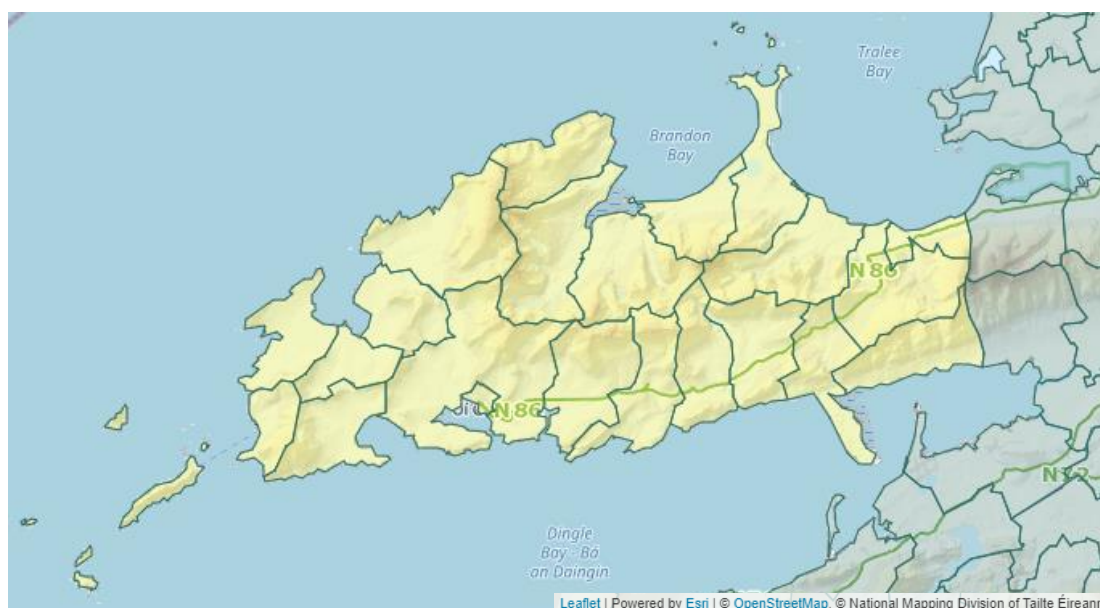 Tralee
Bay
Brandon
Bay
N 86
N 86
Dingle
Bay - Bá
an Daingin
Leaflet | Powered by Esri | © OpenStreetMap, © National Mapping Division of Tailte Éireann